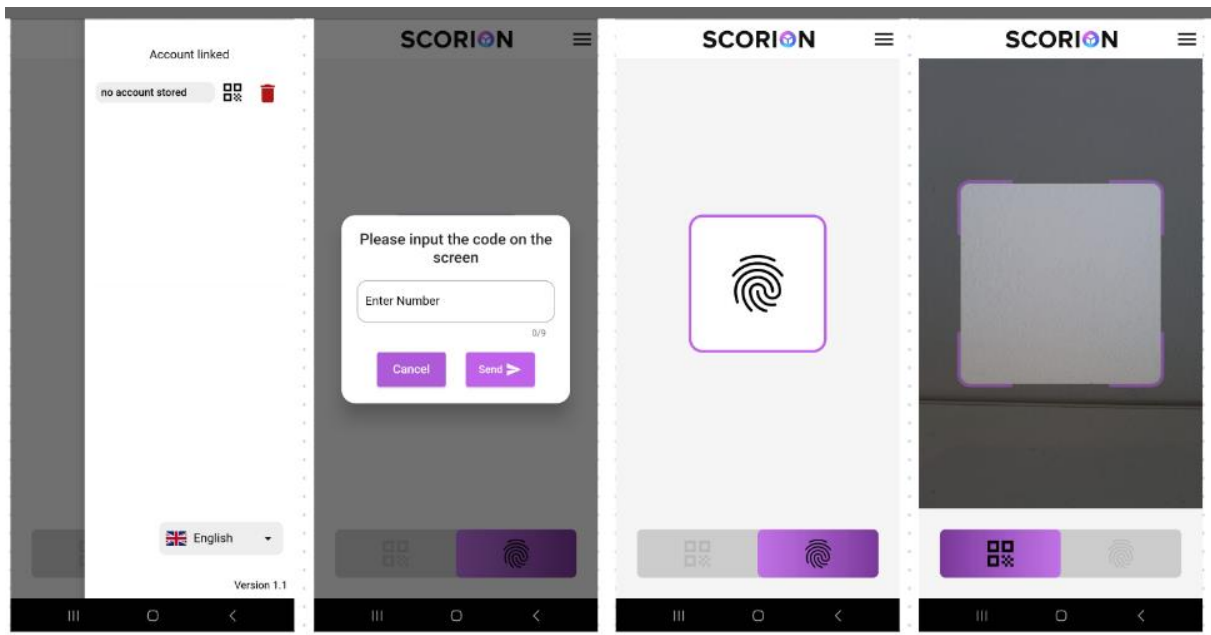 Account linked
no account stored
English
Version 1.1
SCORION
Please input the code on the
screen
Enter Number
0/9
Cancel
Send
SCORION
SCORION